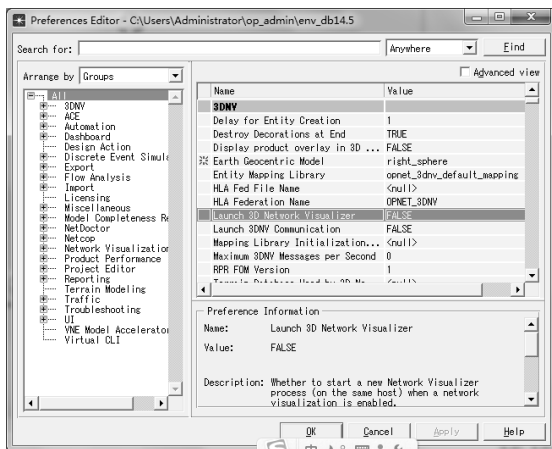 Preferences Editor - C:\Users\Administrator\op_admin\env_db14.5
Search for:
Anywhere
Find
Arrange by
Groups
Advanced view
All
3DNV
ACE
Automation
Dashboard
Design Action
Discrete Event Simula
Export
Flow Analysis
Import
Licensing
Miscellaneous
Model Completeness Re
NetDoctor
Netcop
Network Visualization
Product Performance
Project Editor
Reporting
Terrain Modeling
Traffic
Troubleshooting
UI
VNE Model Accelerator
Virtual CLI
Name Value
3DNV
Delay for Entity Creation 1
Destroy Decorations at End TRUE
Display product overlay in 3D ... FALSE
Earth Geocentric Model right_sphere
Entity Mapping Library opnet_3dnv_default_mapping
HLA Fed File Name <null>
HLA Federation Name OPNET_3DNV
Launch 3D Network Visualizer FALSE
Launch 3DNV Communication FALSE
Mapping Library Initialization... <null>
Maximum 3DNV Messages per Second 0
RPR FOM Version 1
Preference Information
Name: Launch 3D Network Visualizer
Value: FALSE
Description: Whether to start a new Network Visualizer
process (on the same host) when a network
visualization is enabled.
OK Cancel Apply Help